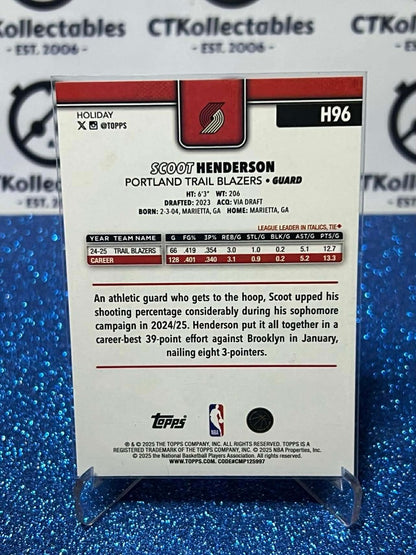 CTKollectables
- EST. 2006 -
CTKollectables
- EST. 2006 -
HOLIDAY
@TOPPS
H96
SCOOT HENDERSON
PORTLAND TRAIL BLAZERS • GUARD
HT: 6'3" WT: 206
DRAFTED: 2023 ACQ: VIA DRAFT
BORN: 2-3-04, MARIETTA, GA HOME: MARIETTA, GA
LEAGUE LEADER IN ITALICS, TIE♦
YEAR TEAM NAME G FG% 3P% REB/G STL/G BLK/G AST/G PTS/G
24-25 TRAIL BLAZERS 66 .419 .354 3.0 1.0 0.2 5.1 12.7
CAREER 128 .401 .340 3.1 0.9 0.2 5.2 13.3
An athletic guard who gets to the hoop, Scoot upped his
shooting percentage considerably during his sophomore
campaign in 2024/25. Henderson put it all together in a
career-best 39-point effort against Brooklyn in January,
nailing eight 3-pointers.
Topps
NBA
® & © 2025 THE TOPPS COMPANY, INC. ALL RIGHTS RESERVED. TOPPS IS A
REGISTERED TRADEMARK OF THE TOPPS COMPANY, INC. © 2025 NBA Properties, Inc.
© 2025 the National Basketball Players Association. All rights reserved.
WWW.TOPPS.COM. CODE#CMP125997